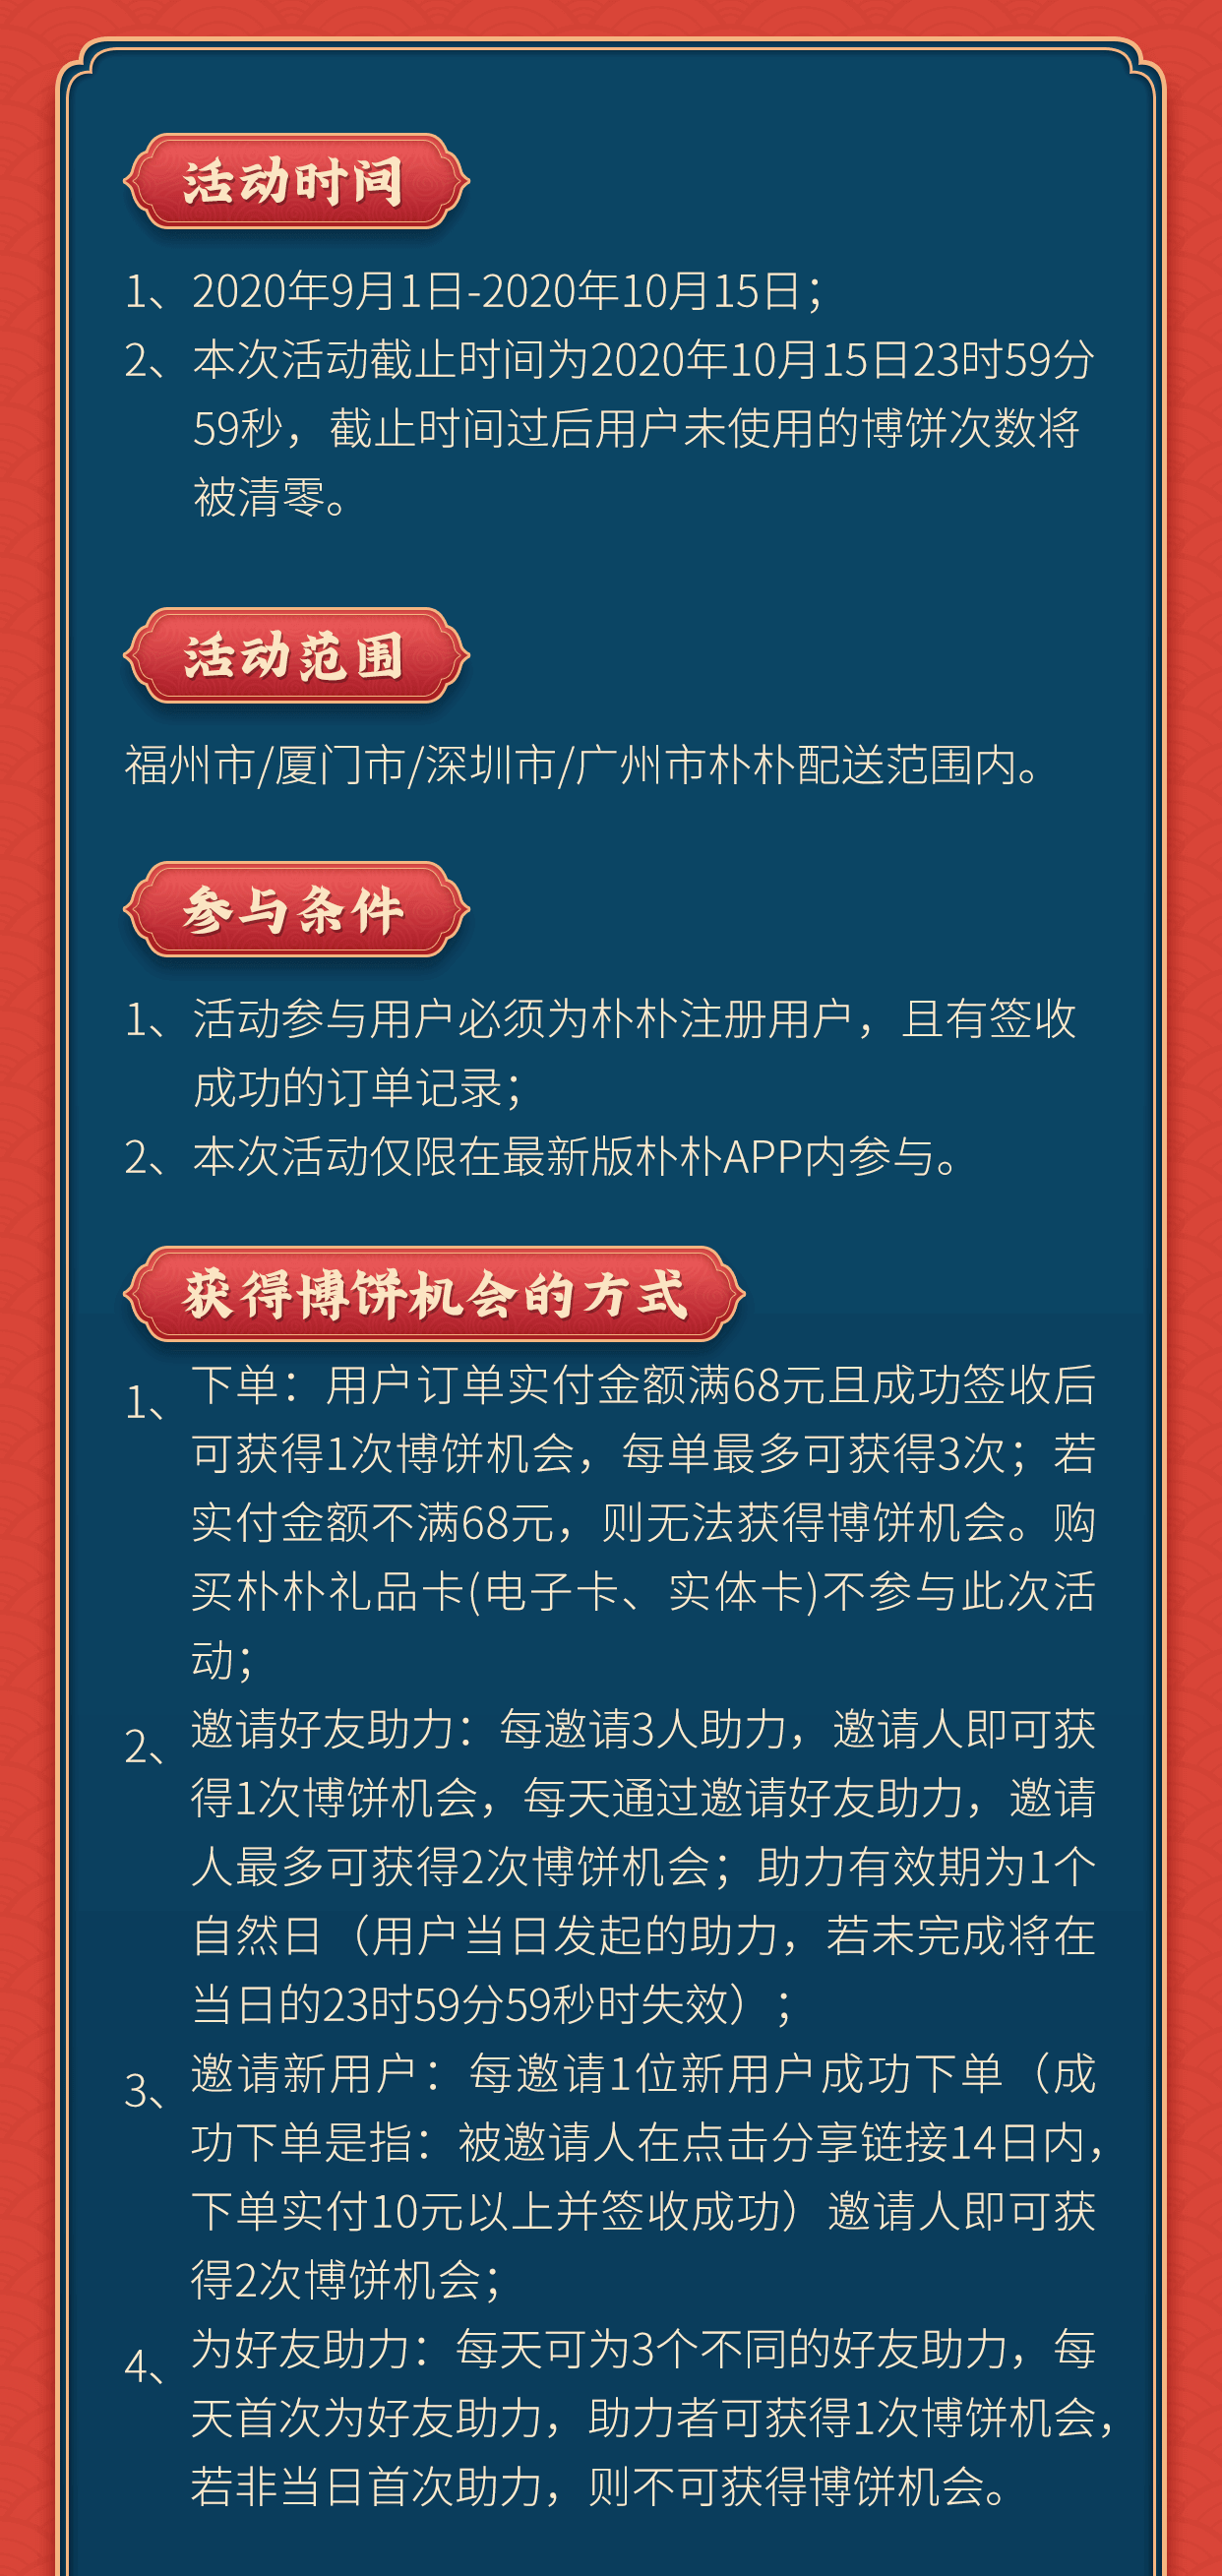 活动时间
1、2020年9月1日-2020年10月15日；
2、本次活动截止时间为2020年10月15日23时59分
59秒，截止时间过后用户未使用的博饼次数将
被清零。
活动范围
福州市/厦门市/深圳市/广州市朴朴配送范围内。
参与条件
1、活动参与用户必须为朴朴注册用户，且有签收
成功的订单记录；
2、本次活动仅限在最新版朴朴APP内参与。
获得博饼机会的方式
1、下单：用户订单实付金额满68元且成功签收后
可获得1次博饼机会，每单最多可获得3次；若
实付金额不满68元，则无法获得博饼机会。购
买朴朴礼品卡(电子卡、实体卡)不参与此次活
动；
2、邀请好友助力：每邀请3人助力，邀请人即可获
得1次博饼机会，每天通过邀请好友助力，邀请
人最多可获得2次博饼机会；助力有效期为1个
自然日（用户当日发起的助力，若未完成将在
当日的23时59分59秒时失效）；
3、邀请新用户：每邀请1位新用户成功下单（成
功下单是指：被邀请人在点击分享链接14日内，
下单实付10元以上并签收成功）邀请人即可获
得2次博饼机会；
4、为好友助力：每天可为3个不同的好友助力，每
天首次为好友助力，助力者可获得1次博饼机会，
若非当日首次助力，则不可获得博饼机会。